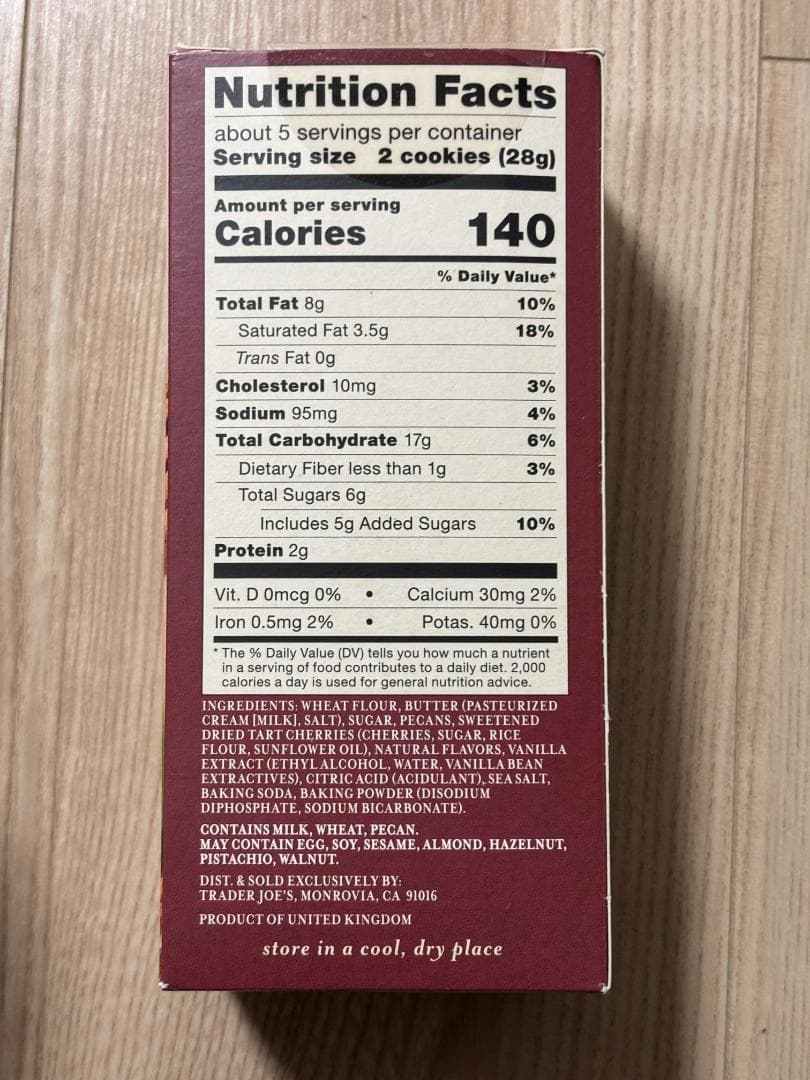 Nutrition Facts
about 5 servings per container
Serving size 2 cookies (28g)
Amount per serving
Calories 140
% Daily Value*
Total Fat 8g 10%
Saturated Fat 3.5g 18%
Trans Fat 0g
Cholesterol 10mg 3%
Sodium 95mg 4%
Total Carbohydrate 17g 6%
Dietary Fiber less than 1g 3%
Total Sugars 6g
Includes 5g Added Sugars 10%
Protein 2g
Vit. D 0mcg 0% • Calcium 30mg 2%
Iron 0.5mg 2% • Potas. 40mg 0%
* The % Daily Value (DV) tells you how much a nutrient
in a serving of food contributes to a daily diet. 2,000
calories a day is used for general nutrition advice.
INGREDIENTS: WHEAT FLOUR, BUTTER (PASTEURIZED
CREAM [MILK], SALT), SUGAR, PECANS, SWEETENED
DRIED TART CHERRIES (CHERRIES, SUGAR, RICE
FLOUR, SUNFLOWER OIL), NATURAL FLAVORS, VANILLA
EXTRACT (ETHYL ALCOHOL, WATER, VANILLA BEAN
EXTRACTIVES), CITRIC ACID (ACIDULANT), SEA SALT,
BAKING SODA, BAKING POWDER (DISODIUM
DIPHOSPHATE, SODIUM BICARBONATE).
CONTAINS MILK, WHEAT, PECAN.
MAY CONTAIN EGG, SOY, SESAME, ALMOND, HAZELNUT,
PISTACHIO, WALNUT.
DIST. & SOLD EXCLUSIVELY BY:
TRADER JOE'S, MONROVIA, CA 91016
PRODUCT OF UNITED KINGDOM
store in a cool, dry place